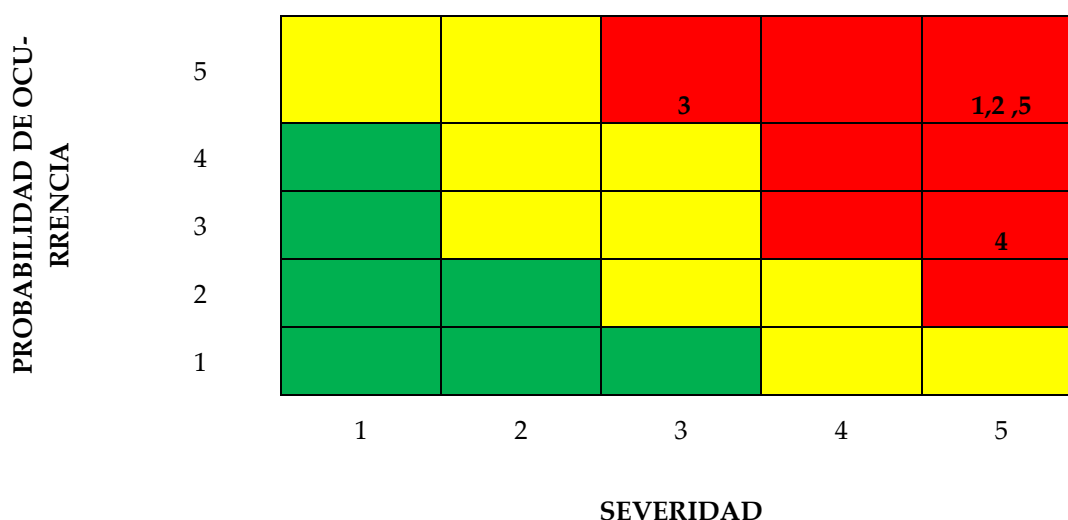 PROBABILIDAD DE OCU-
RRENCIA
5
3
1,2 ,5
4
3
4
2
1
1 2 3 4 5
SEVERIDAD